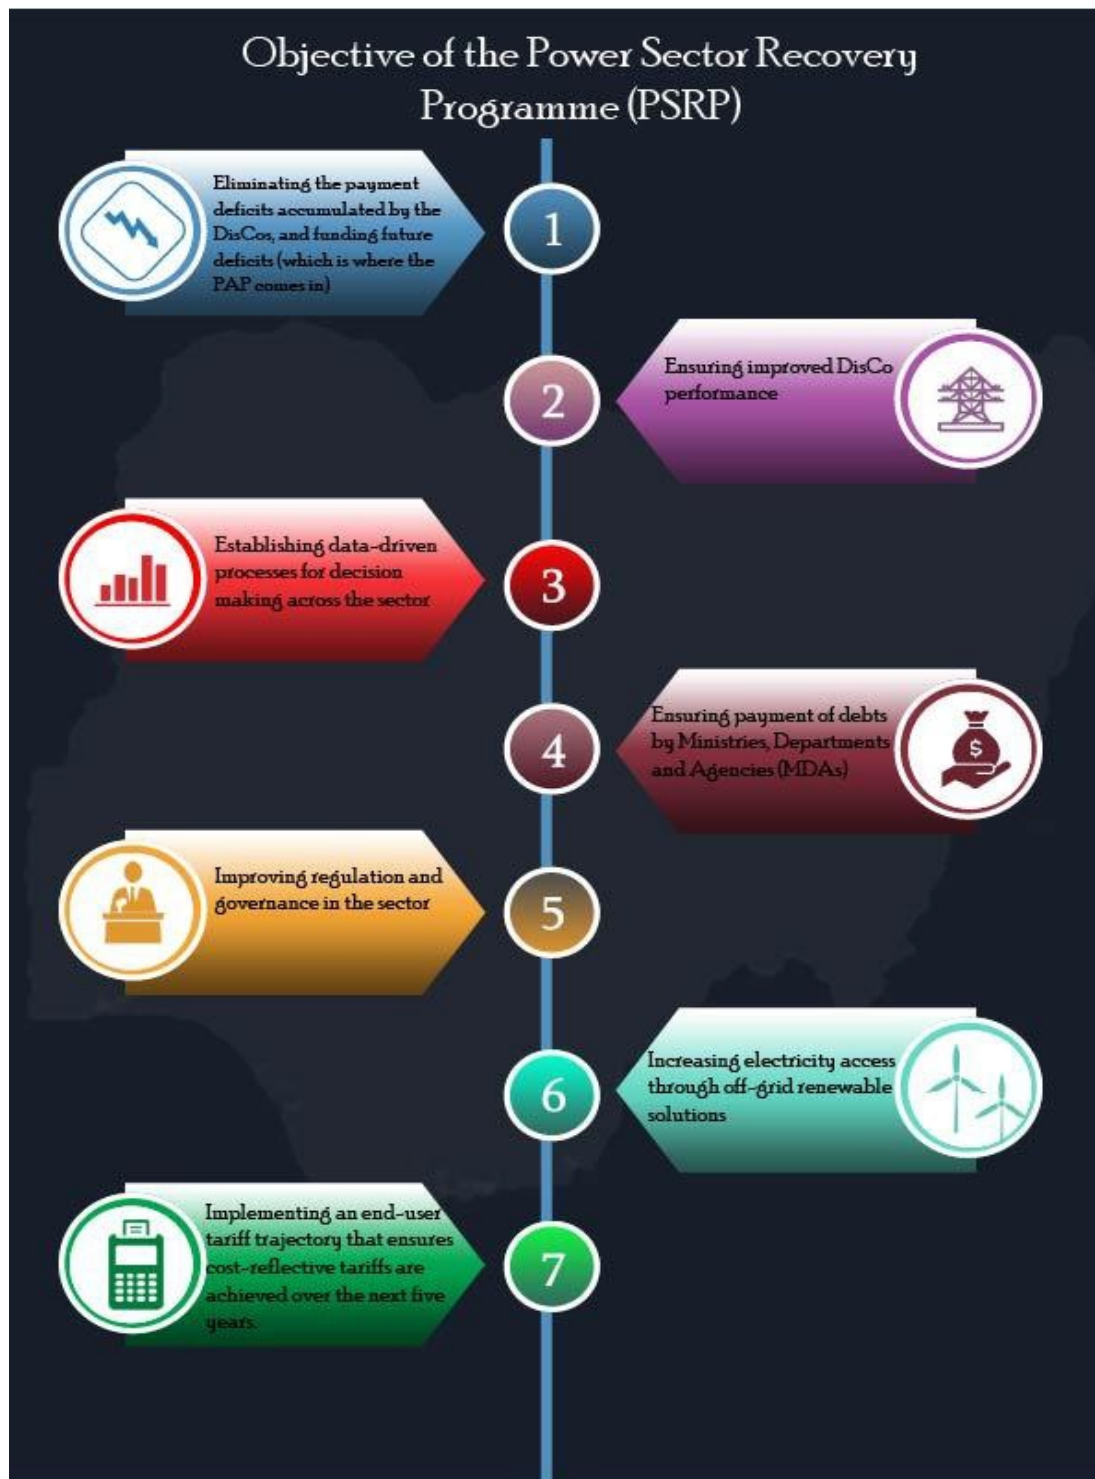 Objective of the Power Sector Recovery
Programme (PSRP)
Eliminating the payment
deficits accumulated by the
DisCos, and funding future
deficits (which is where the
PAP comes in)
1
2
Ensuring improved DisCo
performance
Establishing data-driven
processes for decision
making across the sector
3
4
Ensuring payment of debts
by Ministries, Departments
and Agencies (MDAs)
$
Improving regulation and
governance in the sector
5
6
Increasing electricity access
through off-grid renewable
solutions
Implementing an end-user
tariff trajectory that ensures
cost-reflective tariffs are
achieved over the next five
years.
7